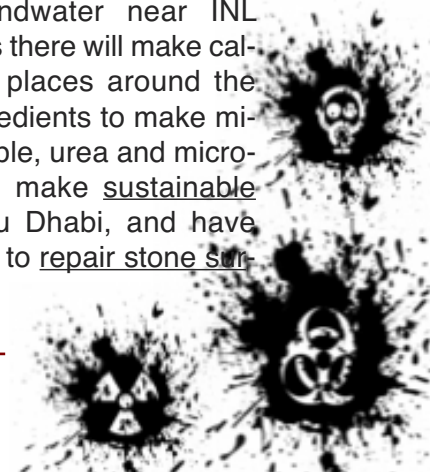 ndwater near INL
s there will make cal-
places around the
edients to make mi-
ple, urea and micro-
make sustainable
u Dhabi, and have
to repair stone sur-